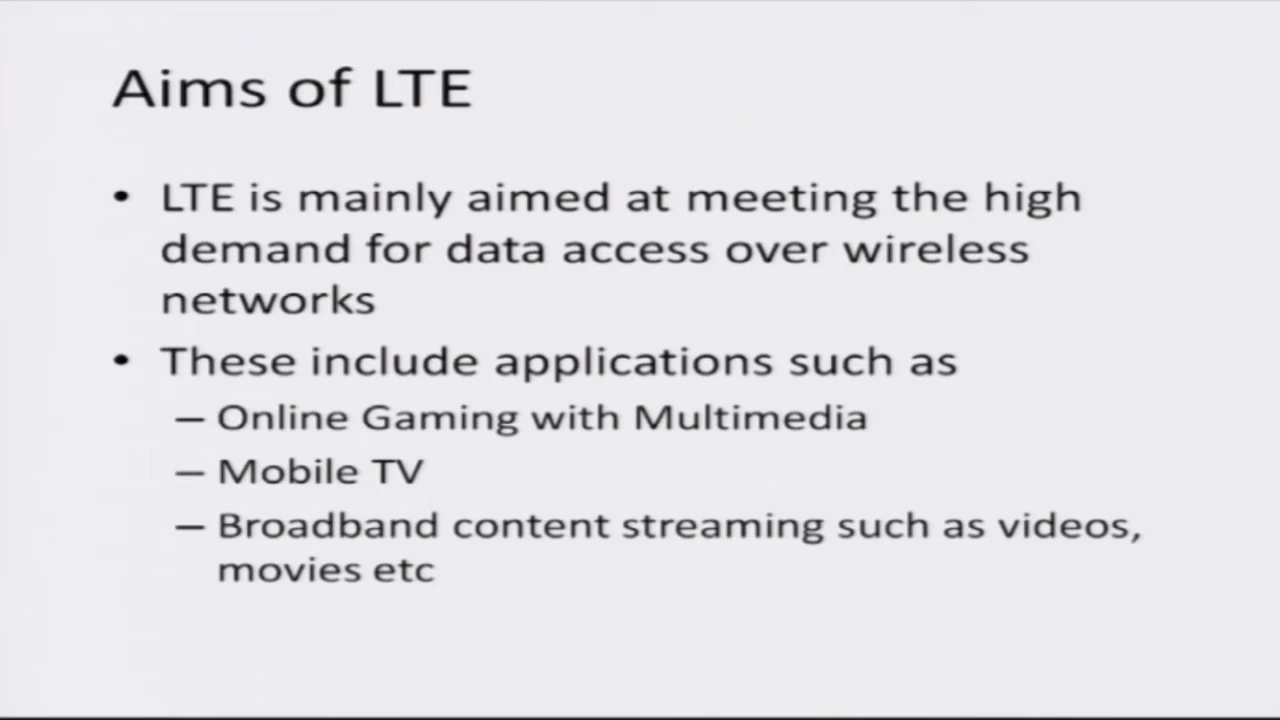 Aims of LTE
• LTE is mainly aimed at meeting the high
demand for data access over wireless
networks
• These include applications such as
– Online Gaming with Multimedia
– Mobile TV
– Broadband content streaming such as videos,
movies etc